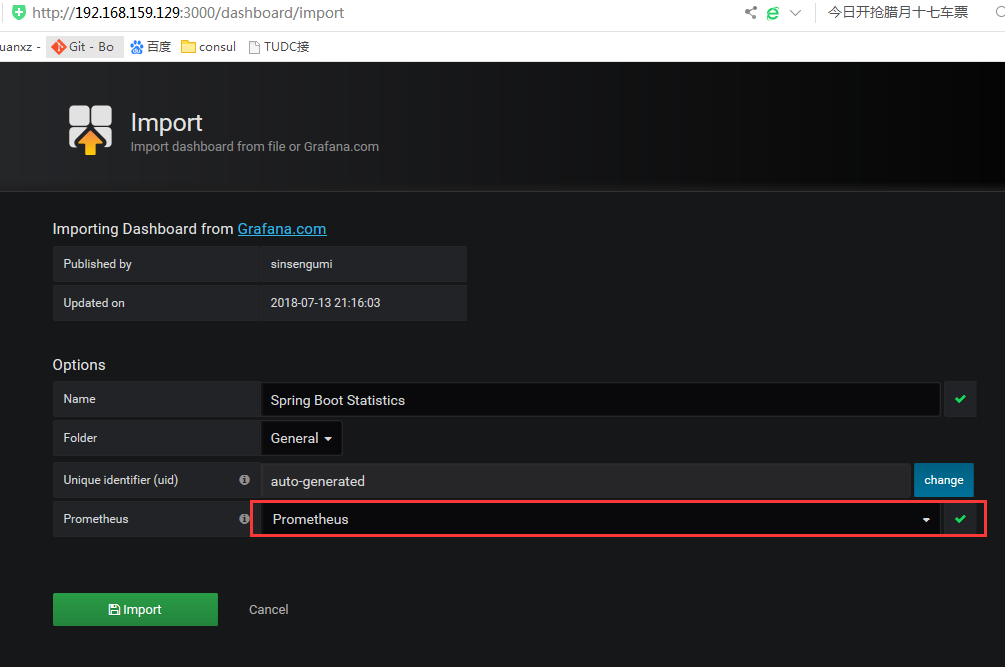 http://192.168.159.129:3000/dashboard/import 今日开抢腊月十七车票
uanxz - Git - Bo 百度 consul TUDC接
Import
Import dashboard from file or Grafana.com
Importing Dashboard from Grafana.com
Published by sinsengumi
Updated on 2018-07-13 21:16:03
Options
Name Spring Boot Statistics
Folder General
Unique identifier (uid) auto-generated change
Prometheus Prometheus
Import Cancel